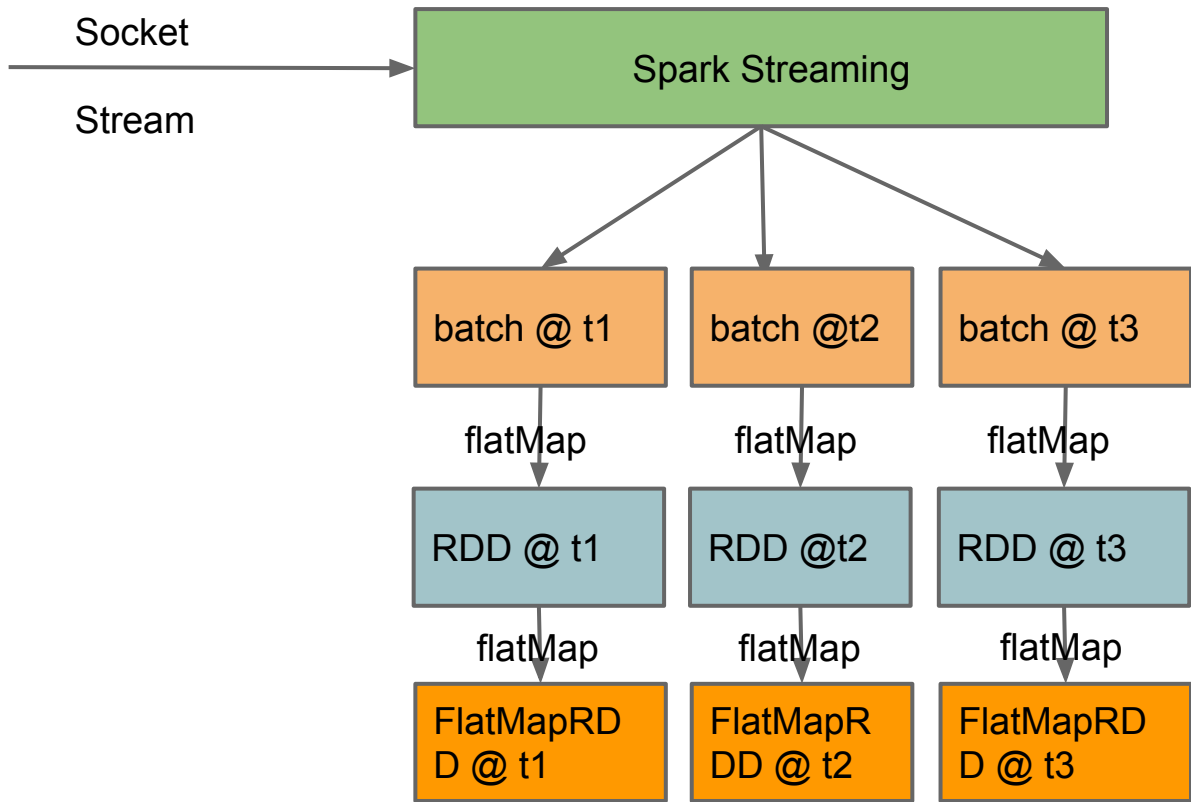 Socket
Spark Streaming
Stream
batch @ t1
batch @t2
batch @ t3
flatMap
flatMap
flatMap
RDD @ t1
RDD @t2
RDD @ t3
flatMap
flatMap
flatMap
FlatMapRD
D @ t1
FlatMapR
DD @ t2
FlatMapRD
D @ t3